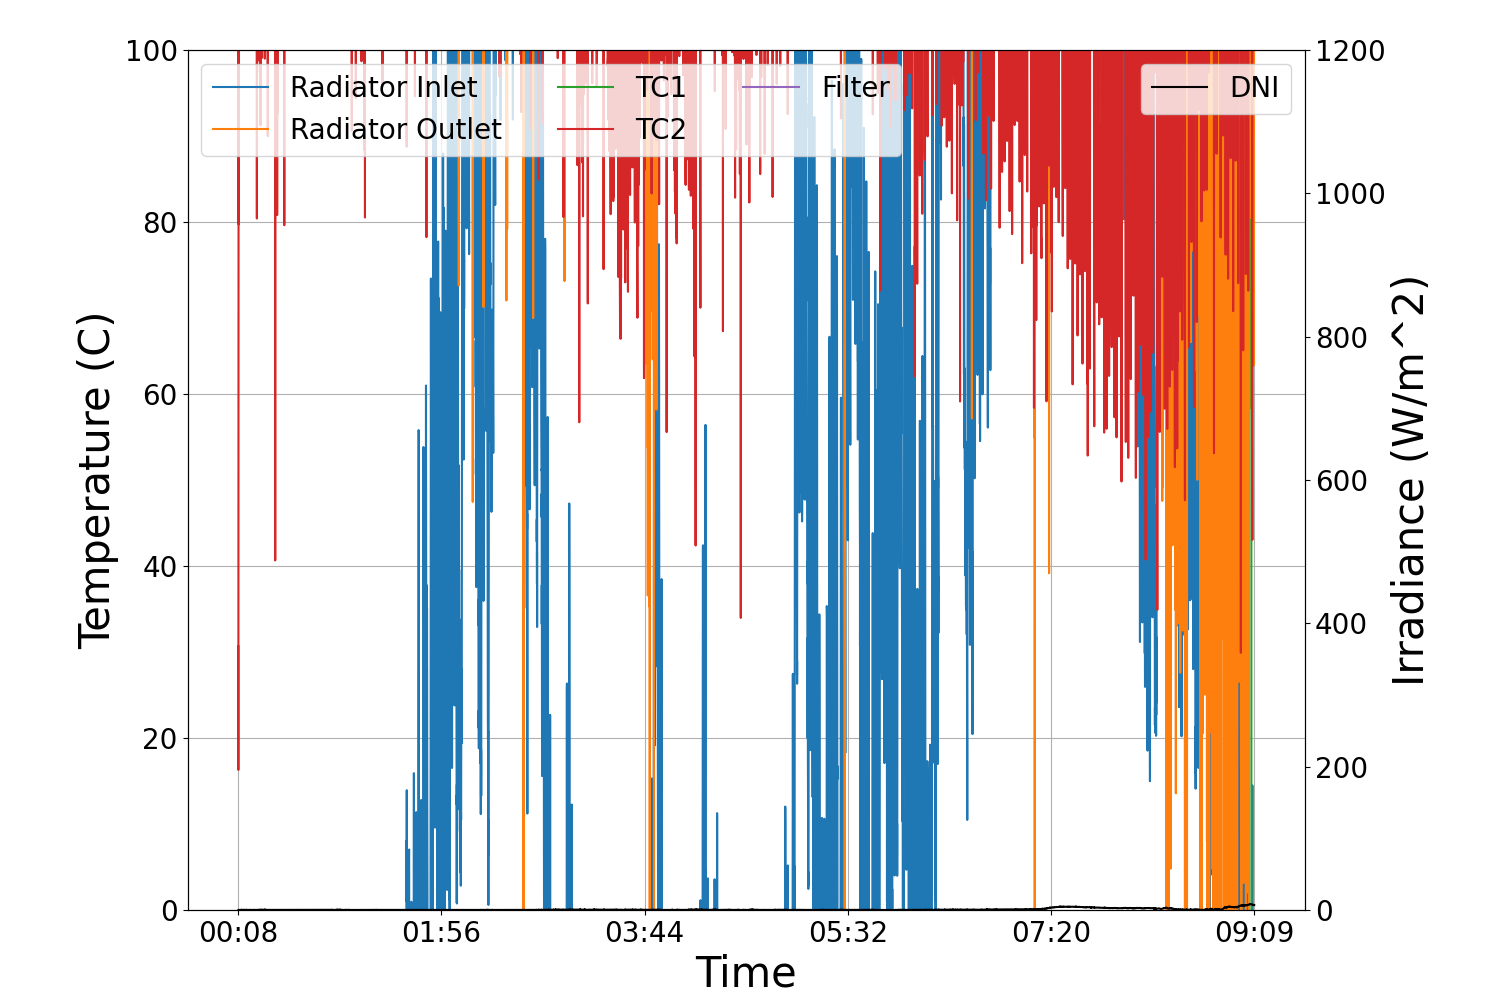 100
80
60
40
20
0
Temperature (C)
Radiator Inlet
Radiator Outlet
TC1
TC2
Filter
DNI
1200
1000
800
600
400
200
0
Irradiance (W/m^2)
00:08
01:56
03:44
05:32
07:20
09:09
Time